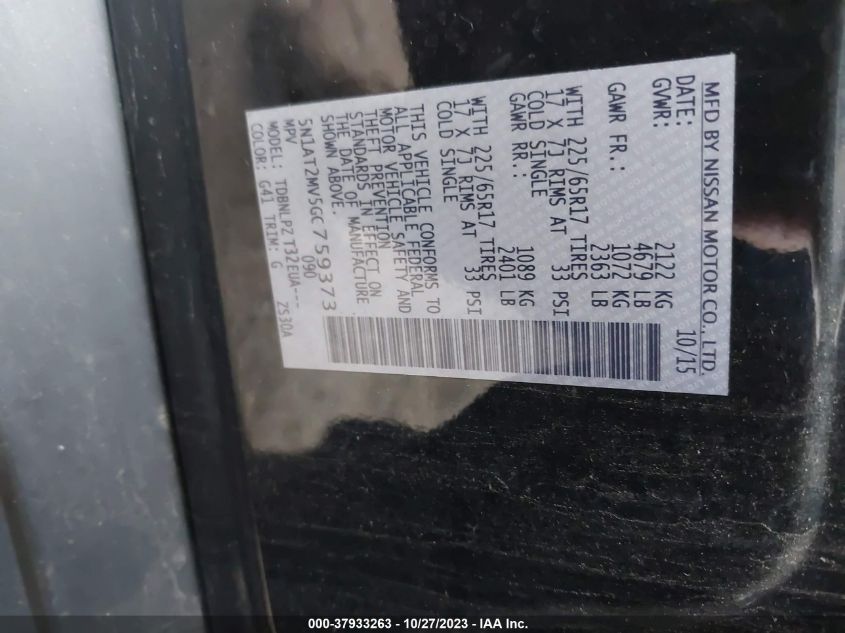 MFD BY NISSAN MOTOR CO., LTD.
DATE: 10/15
GVWR: 2122 KG
4679 LB
GAWR FR.: 1072 KG
2363 LB
WITH 225/65R17 TIRES
17 X 7J RIMS AT 33 PSI
COLD SINGLE
GAWR RR.: 1089 KG
2401 LB
WITH 225/65R17 TIRES
17 X 7J RIMS AT 33 PSI
COLD SINGLE
THIS VEHICLE CONFORMS TO
ALL APPLICABLE FEDERAL
MOTOR VEHICLE SAFETY AND
THEFT PREVENTION
STANDARDS IN EFFECT ON
THE DATE OF MANUFACTURE
SHOWN ABOVE.
5N1AT2MV5GC759373
MPV 090
MODEL: TDBNLPZ T32EUA---
COLOR: G41 TRIM: G ZS30A
000-37933263 - 10/27/2023 - IAA Inc.